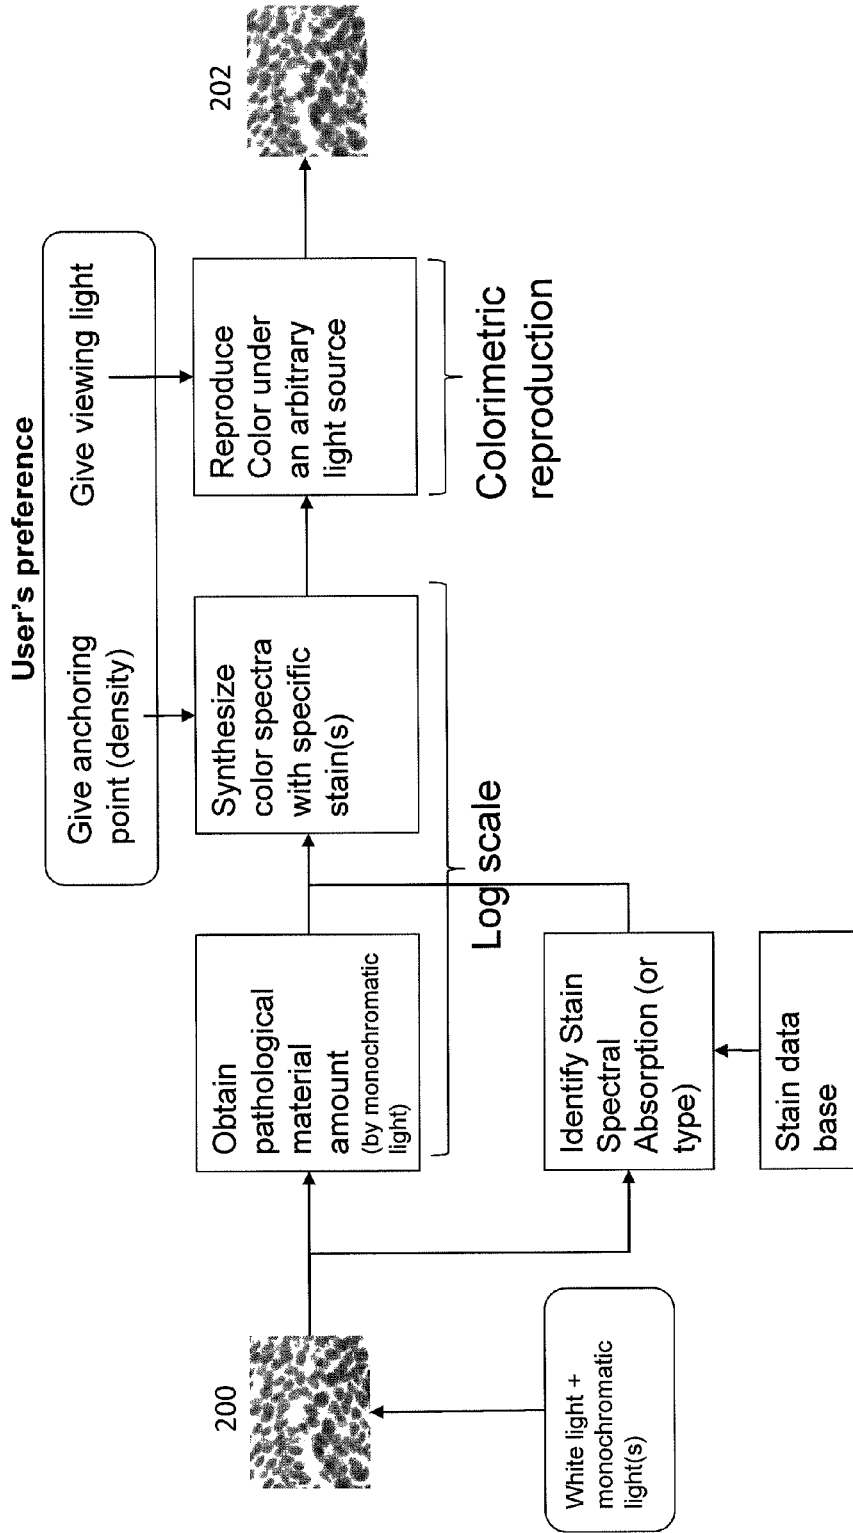 User's preference
Give anchoring
point (density)
Give viewing light
200
Obtain
pathological
material
amount
(by monochromatic
light)
Synthesize
color spectra
with specific
stain(s)
Reproduce
Color under
an arbitrary
light source
202
Log scale
Colorimetric
reproduction
White light +
monochromatic
light(s)
Identify Stain
Spectral
Absorption (or
type)
Stain data
base